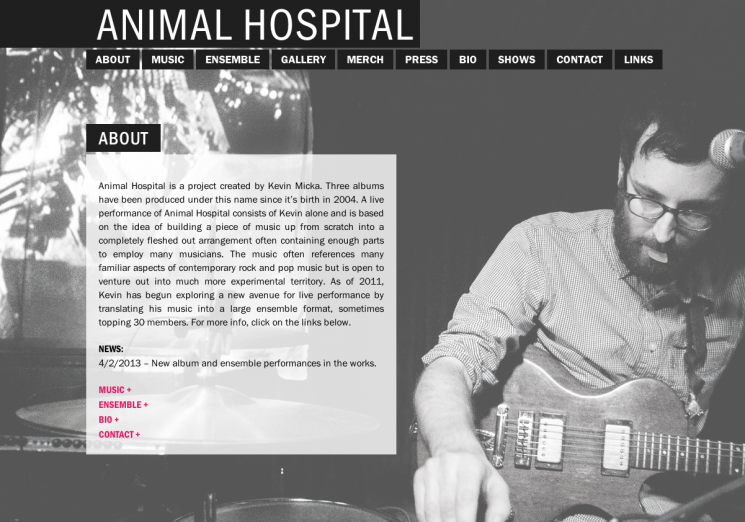 ANIMAL HOSPITAL
ABOUT MUSIC ENSEMBLE GALLERY MERCH PRESS BIO SHOWS CONTACT LINKS
ABOUT
Animal Hospital is a project created by Kevin Micka. Three albums
have been produced under this name since it's birth in 2004. A live
performance of Animal Hospital consists of Kevin alone and is based
on the idea of building a piece of music up from scratch into a
completely fleshed out arrangement often containing enough parts
to employ many musicians. The music often references many
familiar aspects of contemporary rock and pop music but is open to
venture out into much more experimental territory. As of 2011,
Kevin has begun exploring a new avenue for live performance by
translating his music into a large ensemble format, sometimes
topping 30 members. For more info, click on the links below.
NEWS:
4/2/2013 – New album and ensemble performances in the works.
MUSIC +
ENSEMBLE +
BIO +
CONTACT +